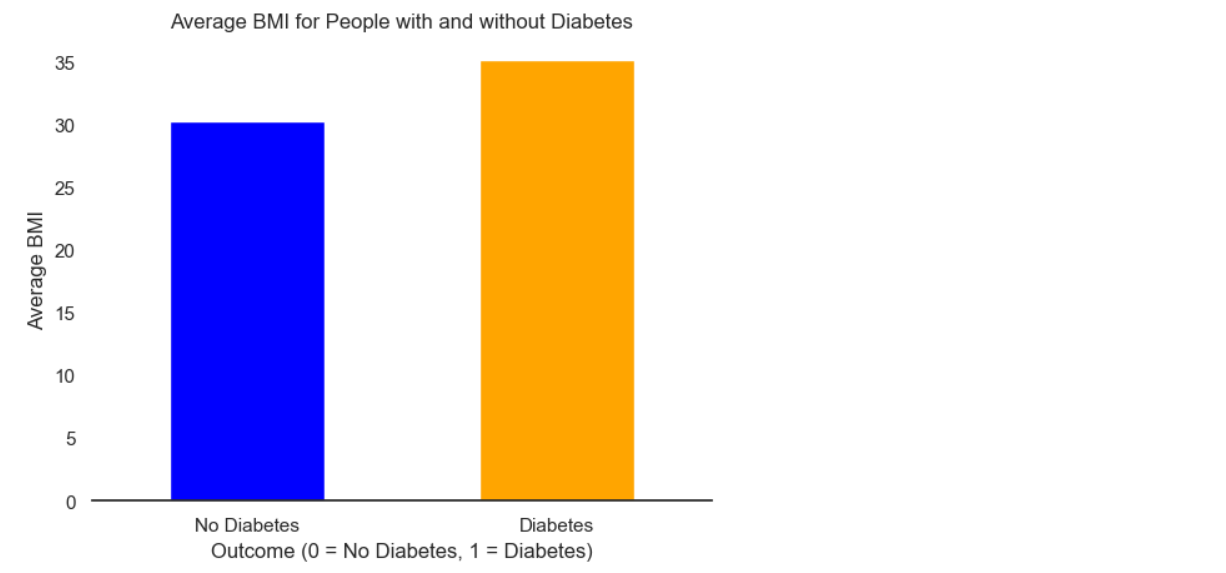 Average BMI for People with and without Diabetes
35
30
25
20
15
10
5
0
Average BMI
No Diabetes
Diabetes
Outcome (0 = No Diabetes, 1 = Diabetes)